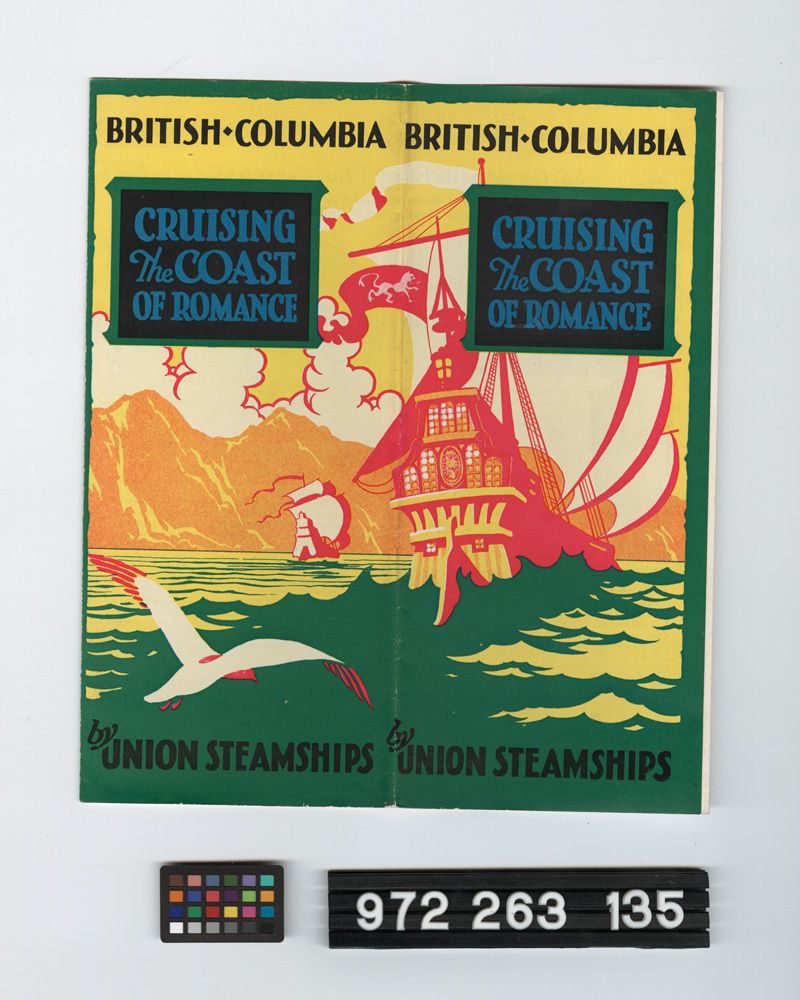 BRITISH·COLUMBIA
CRUISING
The COAST
OF ROMANCE
by UNION STEAMSHIPS
BRITISH·COLUMBIA
CRUISING
The COAST
OF ROMANCE
by UNION STEAMSHIPS
972 263 135